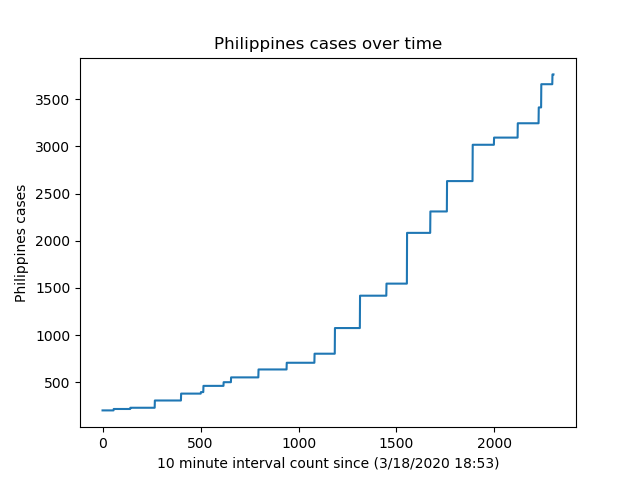 Philippines cases over time
3500
3000
2500
2000
1500
1000
500
Philippines cases
0 500 1000 1500 2000
10 minute interval count since (3/18/2020 18:53)